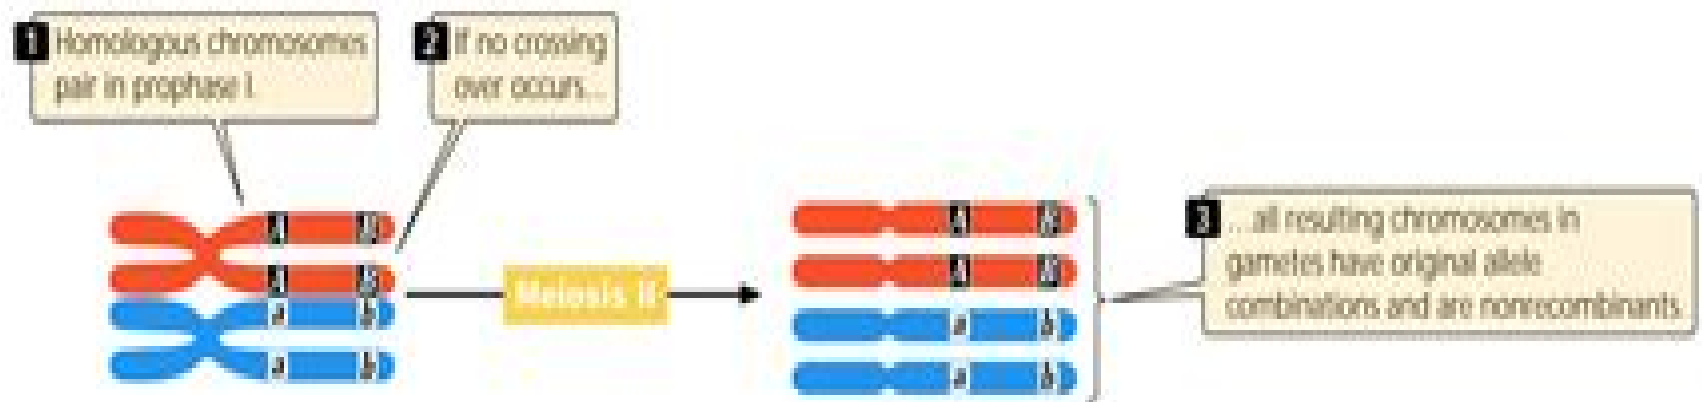 1 Homologous chromosomes
pair in prophase I.
2 If no crossing
over occurs...
A B
A B
a b
a b
Meiosis II
A B
A B
a b
a b
3 ...all resulting chromosomes in
gametes have original allele
combinations and are nonrecombinants.